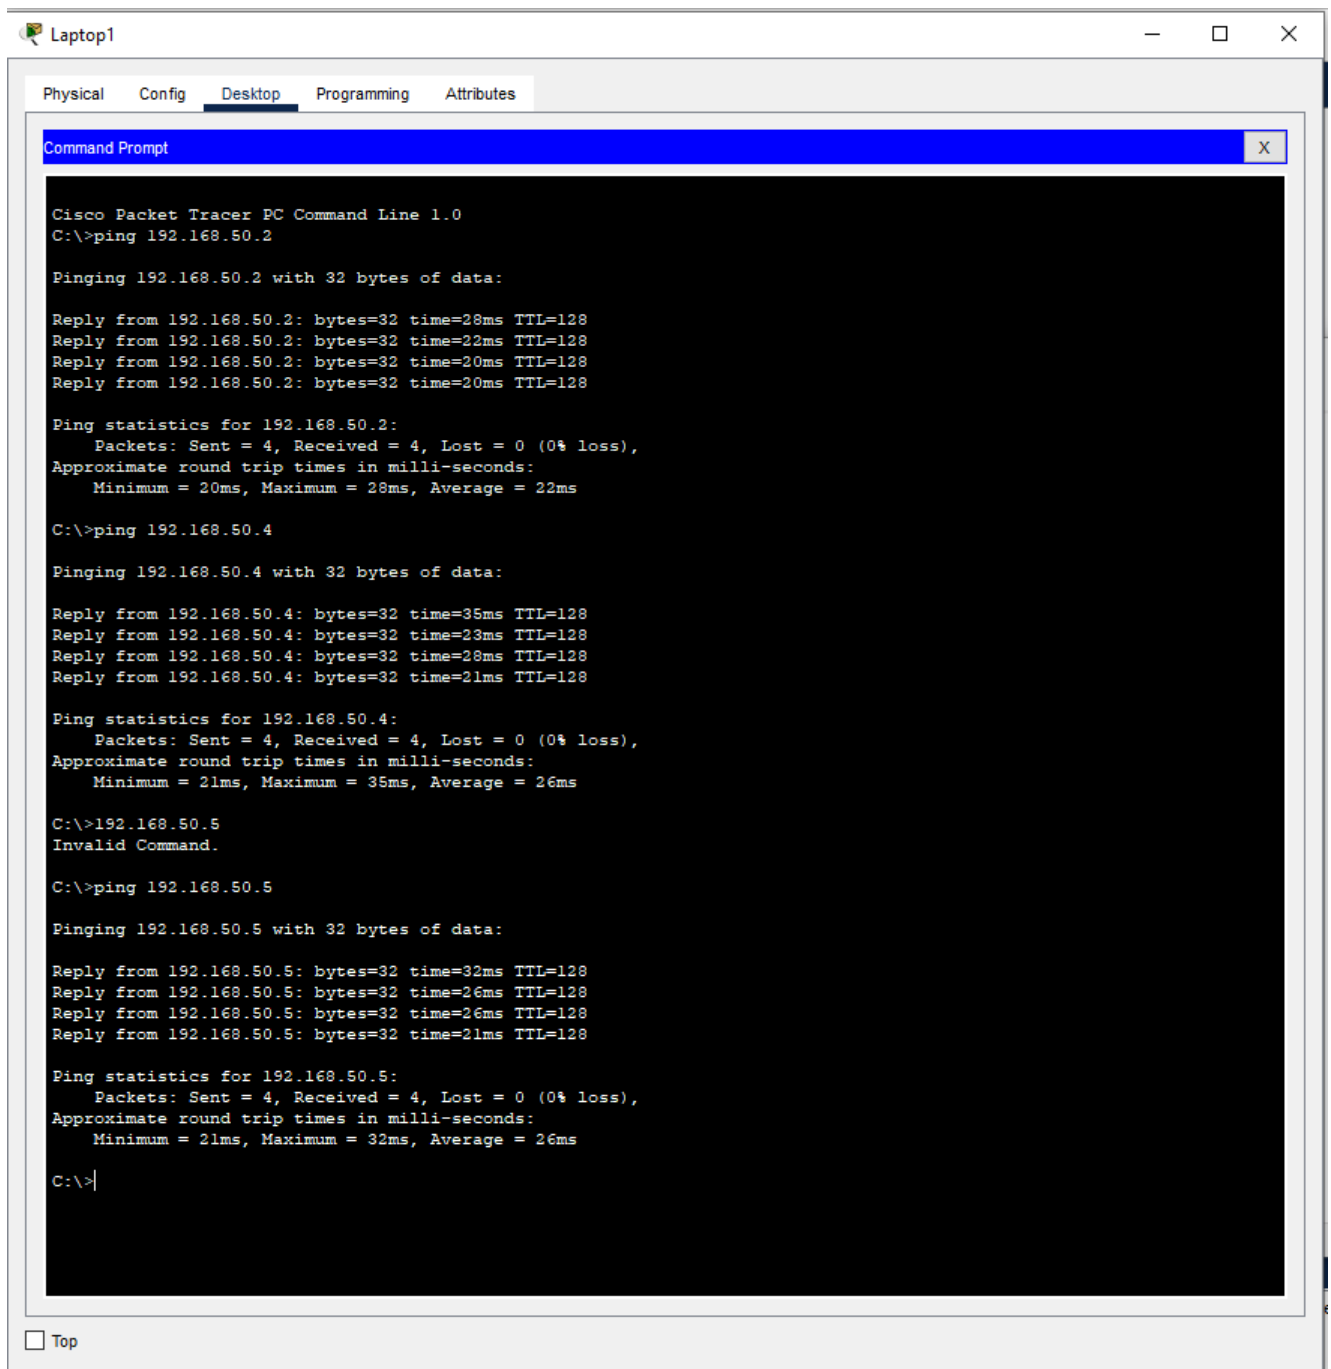 Laptop1
Physical Config Desktop Programming Attributes
Command Prompt X
Cisco Packet Tracer PC Command Line 1.0
C:\>ping 192.168.50.2
Pinging 192.168.50.2 with 32 bytes of data:
Reply from 192.168.50.2: bytes=32 time=28ms TTL=128
Reply from 192.168.50.2: bytes=32 time=22ms TTL=128
Reply from 192.168.50.2: bytes=32 time=20ms TTL=128
Reply from 192.168.50.2: bytes=32 time=20ms TTL=128
Ping statistics for 192.168.50.2:
Packets: Sent = 4, Received = 4, Lost = 0 (0% loss),
Approximate round trip times in milli-seconds:
Minimum = 20ms, Maximum = 28ms, Average = 22ms
C:\>ping 192.168.50.4
Pinging 192.168.50.4 with 32 bytes of data:
Reply from 192.168.50.4: bytes=32 time=35ms TTL=128
Reply from 192.168.50.4: bytes=32 time=23ms TTL=128
Reply from 192.168.50.4: bytes=32 time=28ms TTL=128
Reply from 192.168.50.4: bytes=32 time=21ms TTL=128
Ping statistics for 192.168.50.4:
Packets: Sent = 4, Received = 4, Lost = 0 (0% loss),
Approximate round trip times in milli-seconds:
Minimum = 21ms, Maximum = 35ms, Average = 26ms
C:\>192.168.50.5
Invalid Command.
C:\>ping 192.168.50.5
Pinging 192.168.50.5 with 32 bytes of data:
Reply from 192.168.50.5: bytes=32 time=32ms TTL=128
Reply from 192.168.50.5: bytes=32 time=26ms TTL=128
Reply from 192.168.50.5: bytes=32 time=26ms TTL=128
Reply from 192.168.50.5: bytes=32 time=21ms TTL=128
Ping statistics for 192.168.50.5:
Packets: Sent = 4, Received = 4, Lost = 0 (0% loss),
Approximate round trip times in milli-seconds:
Minimum = 21ms, Maximum = 32ms, Average = 26ms
C:\>
Top